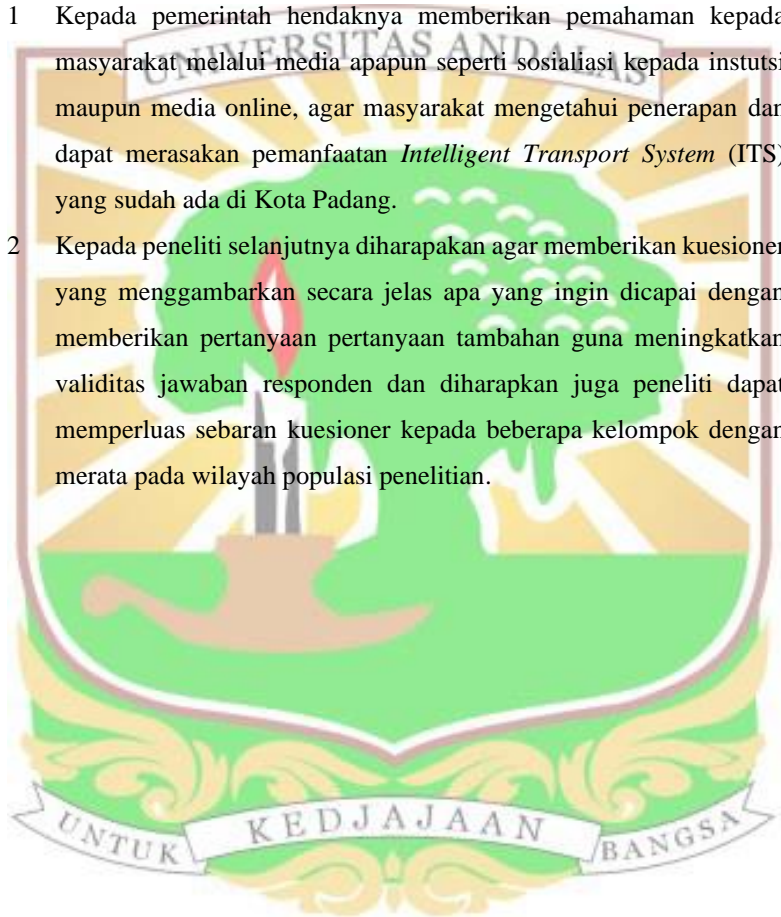 1 Kepada pemerintah hendaknya memberikan pemahaman kepada
masyarakat melalui media apapun seperti sosialiasi kepada instutsi
maupun media online, agar masyarakat mengetahui penerapan dan
dapat merasakan pemanfaatan Intelligent Transport System (ITS)
yang sudah ada di Kota Padang.
2 Kepada peneliti selanjutnya diharapakan agar memberikan kuesioner
yang menggambarkan secara jelas apa yang ingin dicapai dengan
memberikan pertanyaan pertanyaan tambahan guna meningkatkan
validitas jawaban responden dan diharapkan juga peneliti dapat
memperluas sebaran kuesioner kepada beberapa kelompok dengan
merata pada wilayah populasi penelitian.
UNIVERSITAS ANDALAS
UNTUK KEDJAJAAN BANGSA